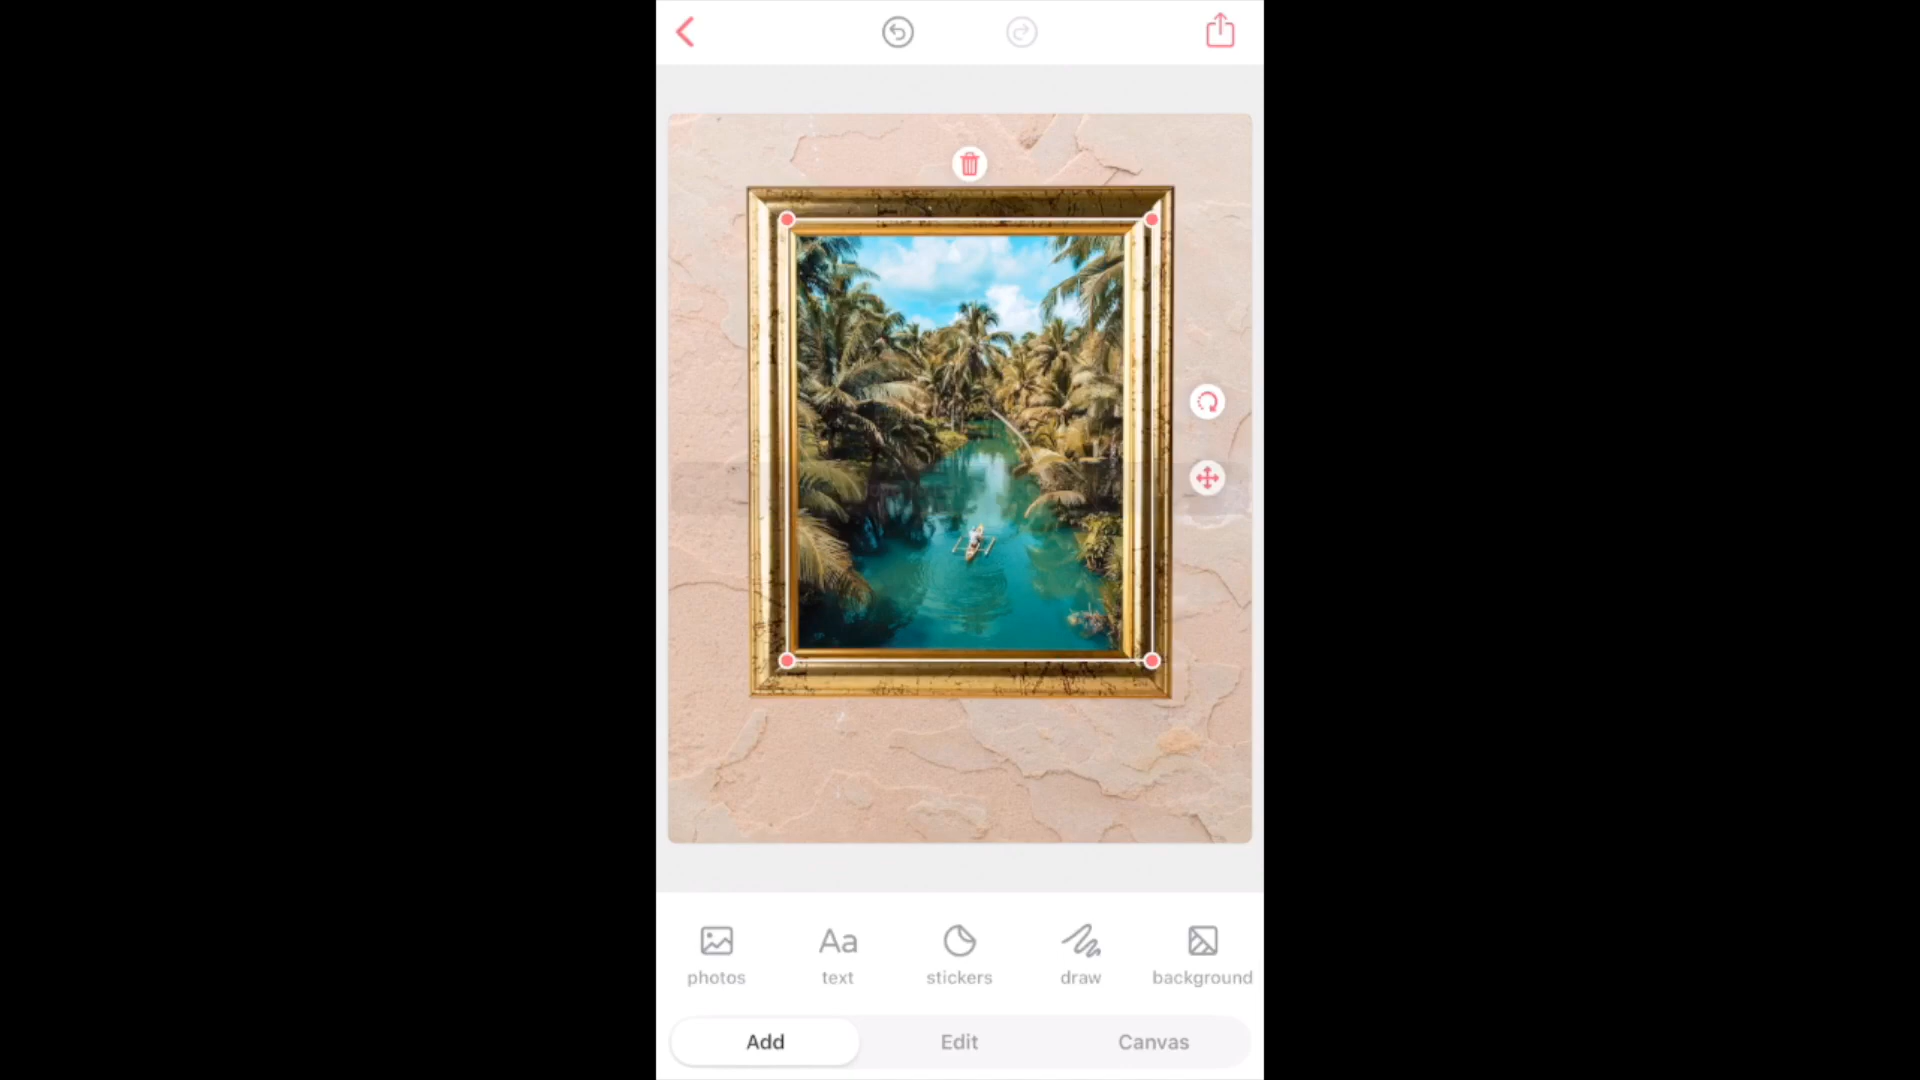 photos
Aa
text
stickers
draw
background
Add
Edit
Canvas